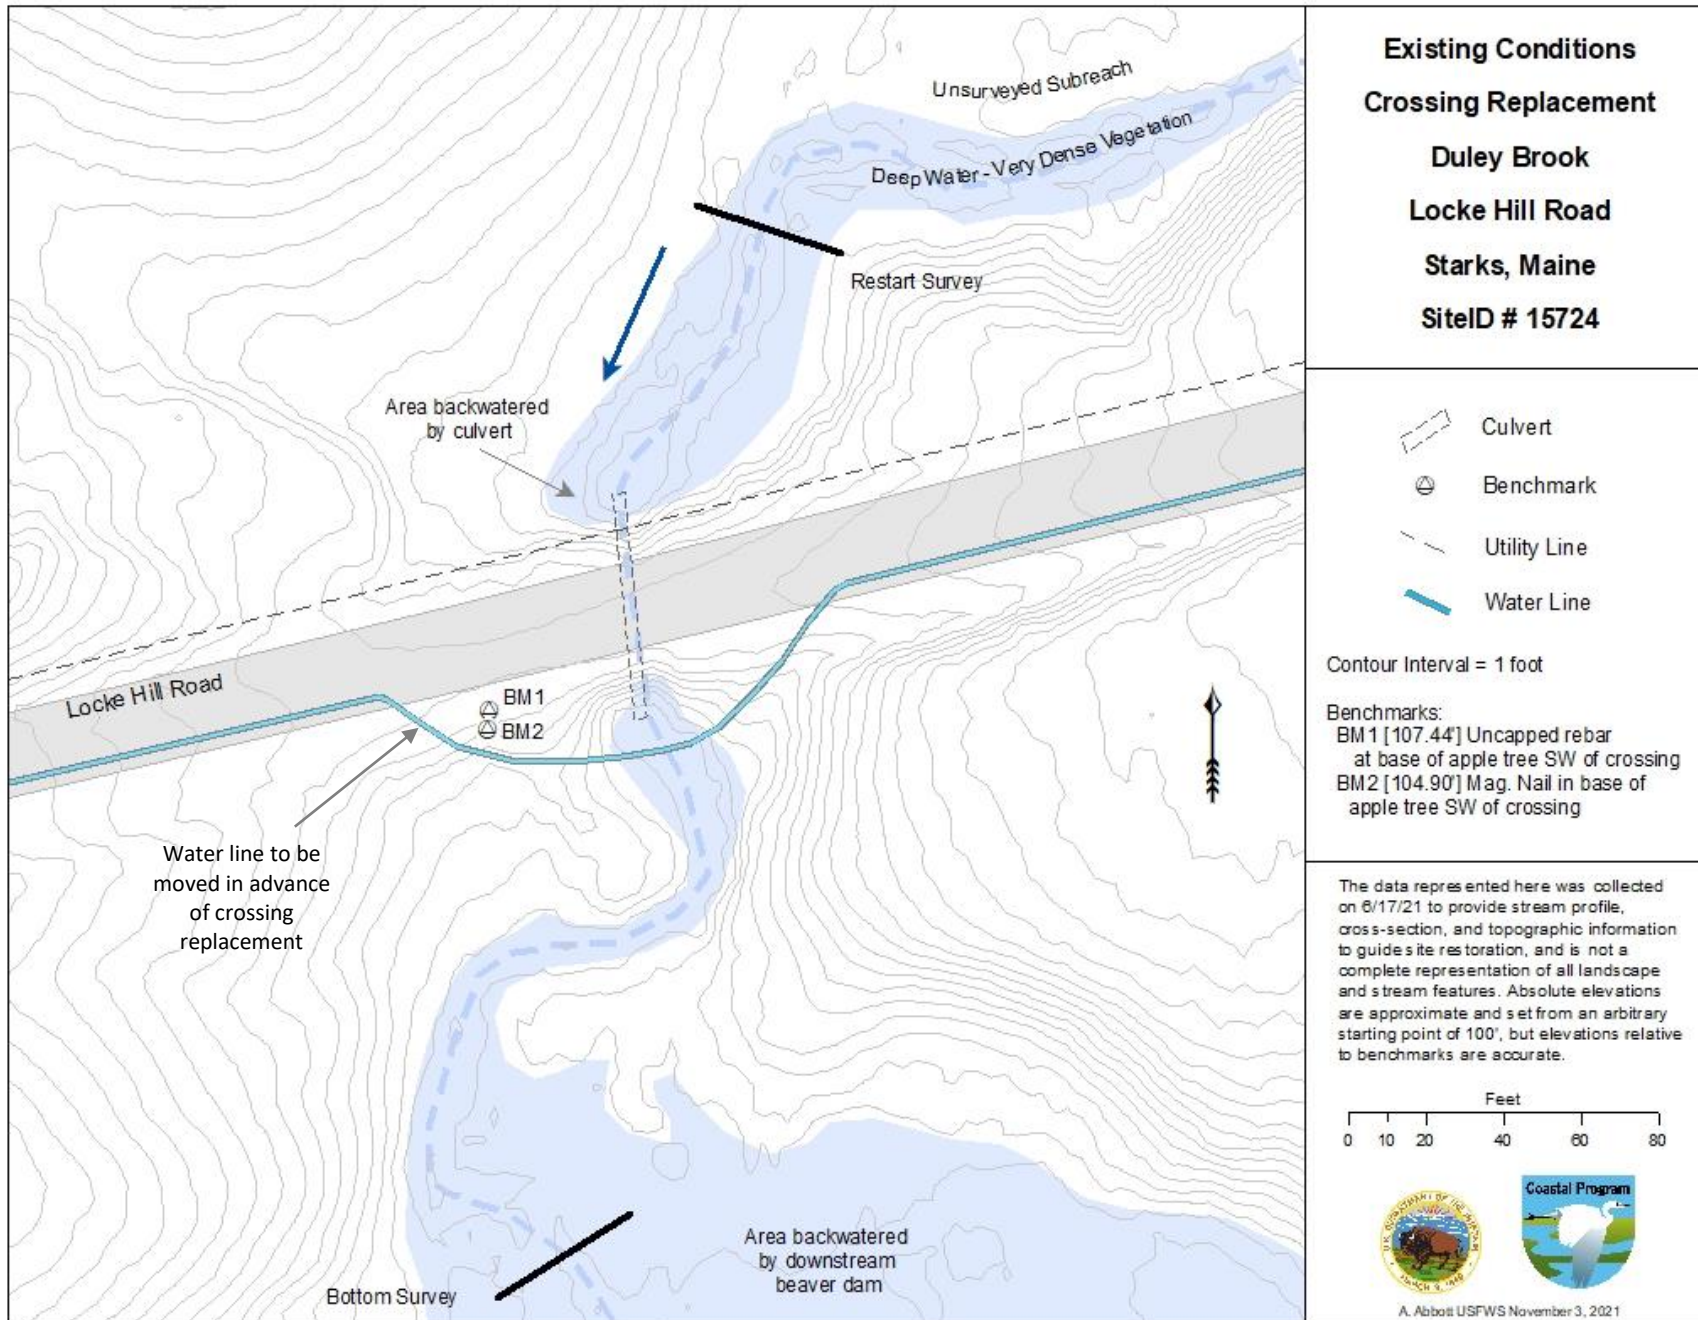 Unsurveyed Subreach
Deep Water - Very Dense Vegetation
Restart Survey
Area backwatered
by culvert
Locke Hill Road
BM1
BM2
Water line to be
moved in advance
of crossing
replacement
Area backwatered
by downstream
beaver dam
Bottom Survey
Existing Conditions
Crossing Replacement
Duley Brook
Locke Hill Road
Starks, Maine
SiteID # 15724
Culvert
Benchmark
Utility Line
Water Line
Contour Interval = 1 foot
Benchmarks:
BM1 [107.44'] Uncapped rebar
at base of apple tree SW of crossing
BM2 [104.90'] Mag. Nail in base of
apple tree SW of crossing
The data represented here was collected
on 6/17/21 to provide stream profile,
cross-section, and topographic information
to guide site restoration, and is not a
complete representation of all landscape
and stream features. Absolute elevations
are approximate and set from an arbitrary
starting point of 100', but elevations relative
to benchmarks are accurate.
Feet
0 10 20 40 60 80
Coastal Program
MARCH 3, 1849
A. Abbott USFWS November 3, 2021